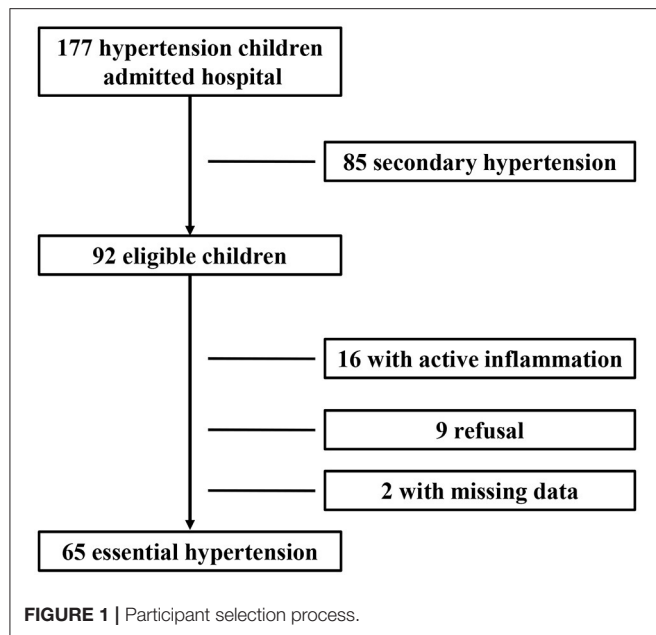 177 hypertension children
admitted hospital
85 secondary hypertension
92 eligible children
16 with active inflammation
9 refusal
2 with missing data
65 essential hypertension
FIGURE 1 | Participant selection process.